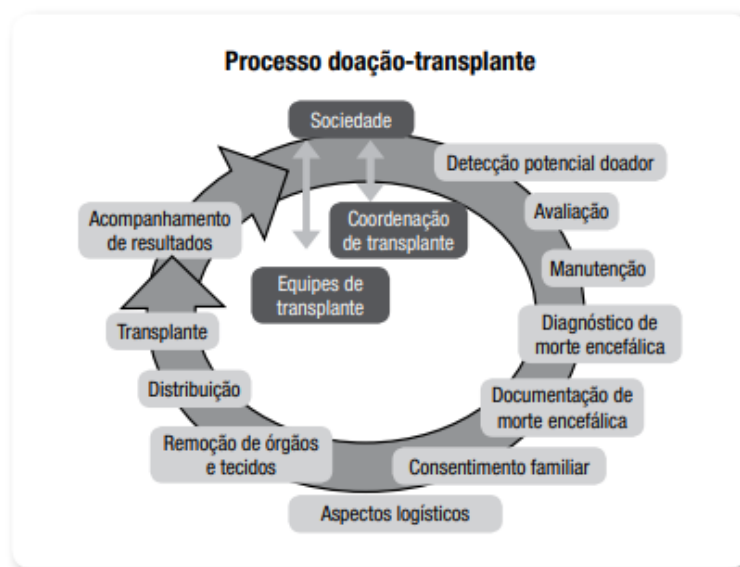 Processo doação-transplante
Sociedade
Detecção potencial doador
Avaliação
Manutenção
Diagnóstico de
morte encefálica
Documentação de
morte encefálica
Consentimento familiar
Aspectos logísticos
Remoção de órgãos
e tecidos
Distribuição
Transplante
Acompanhamento
de resultados
Coordenação
de transplante
Equipes de
transplante